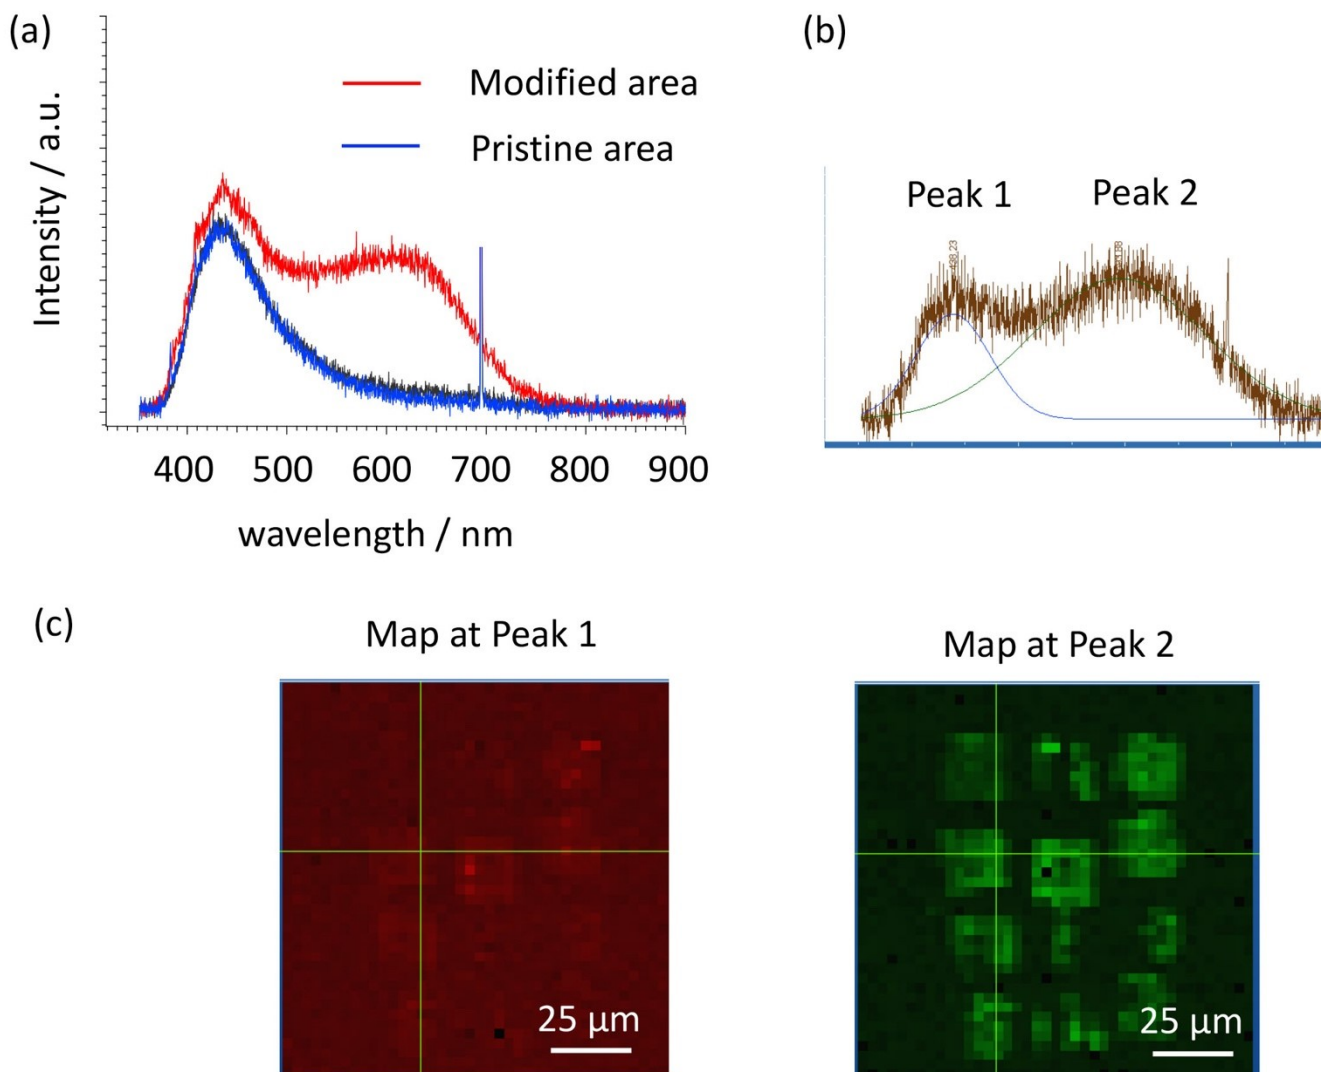 (a)
Intensity / a.u.
Modified area
Pristine area
400 500 600 700 800 900
wavelength / nm
(b)
Peak 1
Peak 2
(c)
Map at Peak 1
25 µm
Map at Peak 2
25 µm